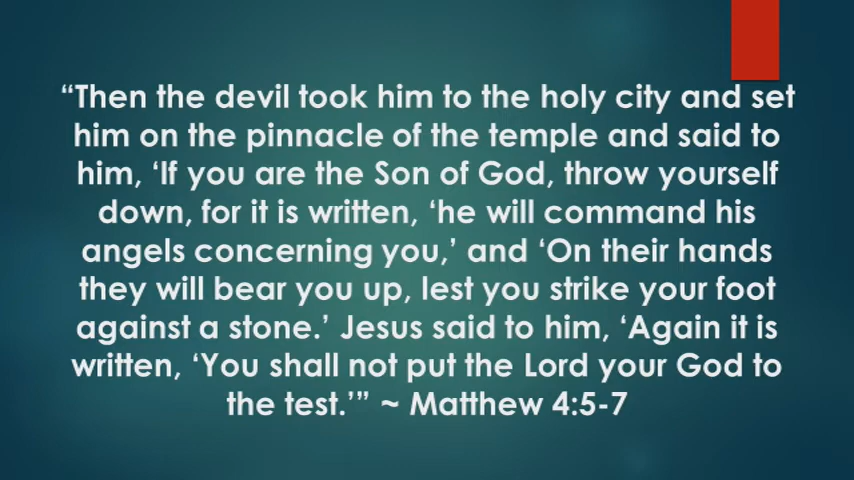 “Then the devil took him to the holy city and set
him on the pinnacle of the temple and said to
him, ‘If you are the Son of God, throw yourself
down, for it is written, ‘he will command his
angels concerning you,’ and ‘On their hands
they will bear you up, lest you strike your foot
against a stone.’ Jesus said to him, ‘Again it is
written, ‘You shall not put the Lord your God to
the test.’” ~ Matthew 4:5-7